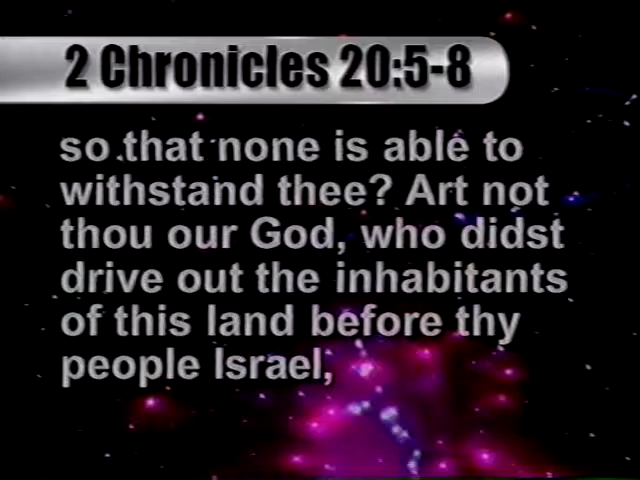 2 Chronicles 20:5-8
so that none is able to
withstand thee? Art not
thou our God, who didst
drive out the inhabitants
of this land before thy
people Israel,